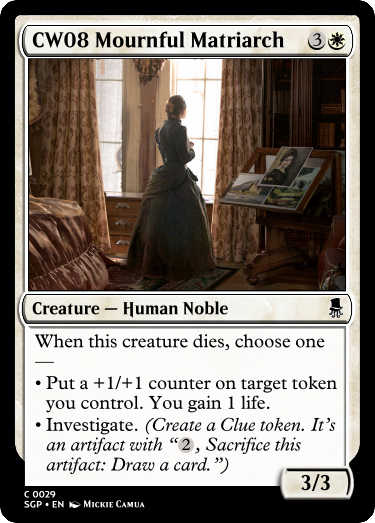 CW08 Mournful Matriarch 3
Creature — Human Noble
When this creature dies, choose one
—
• Put a +1/+1 counter on target token
you control. You gain 1 life.
• Investigate. (Create a Clue token. It's
an artifact with “2, Sacrifice this
artifact: Draw a card.”)
3/3
C 0029
SGP • EN Mickie Camua